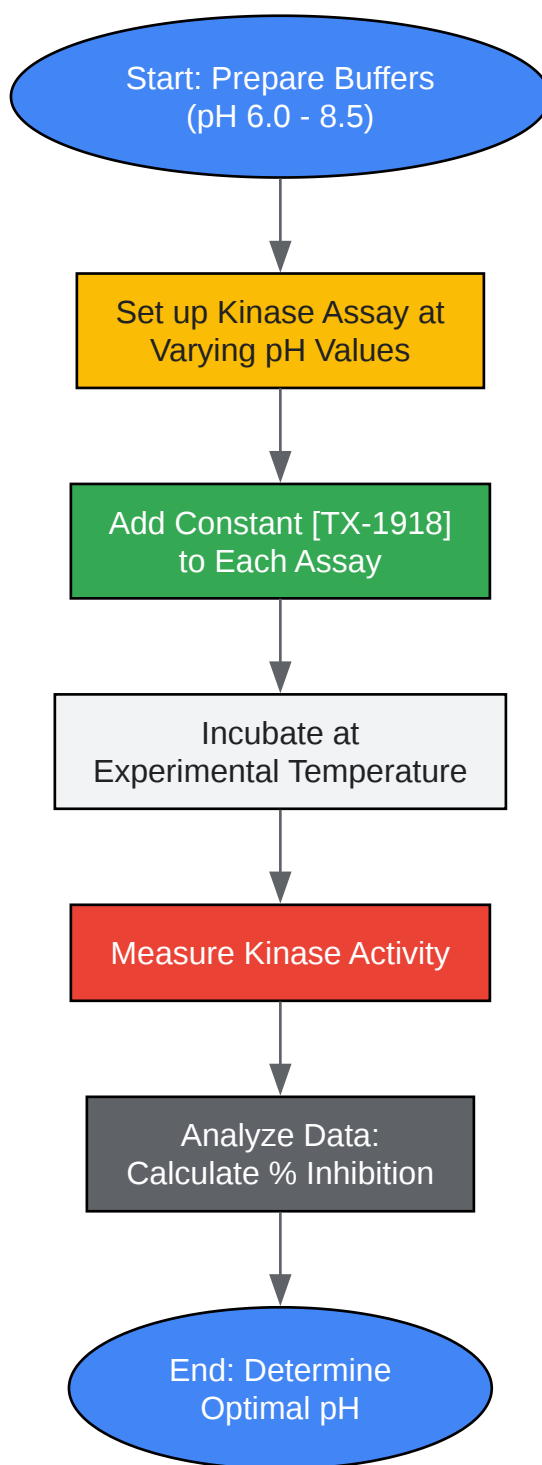 Start: Prepare Buffers
(pH 6.0 - 8.5)
Set up Kinase Assay at
Varying pH Values
Add Constant [TX-1918]
to Each Assay
Incubate at
Experimental Temperature
Measure Kinase Activity
Analyze Data:
Calculate % Inhibition
End: Determine
Optimal pH